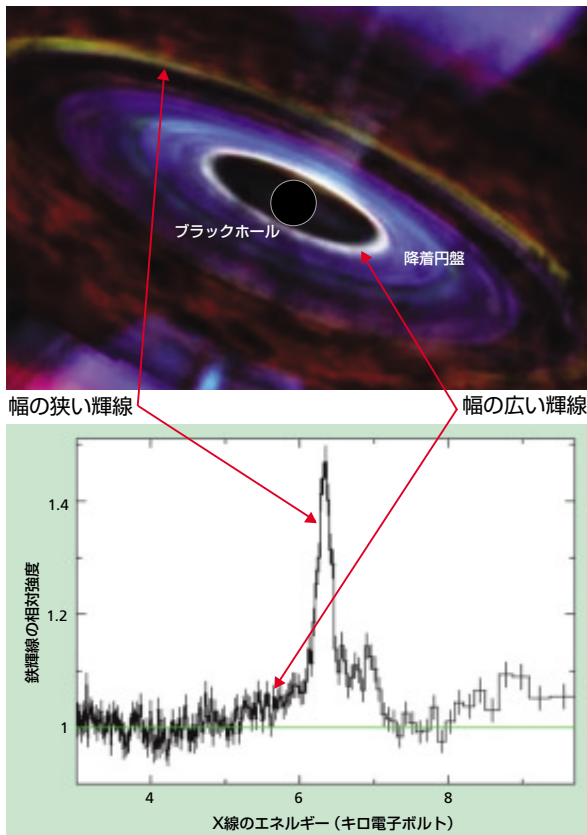 ブラックホール
降着円盤
幅の狭い輝線
幅の広い輝線
鉄輝線の相対強度
1.4
1.2
1
4
6
8
X線のエネルギー(キロ電子ボルト)